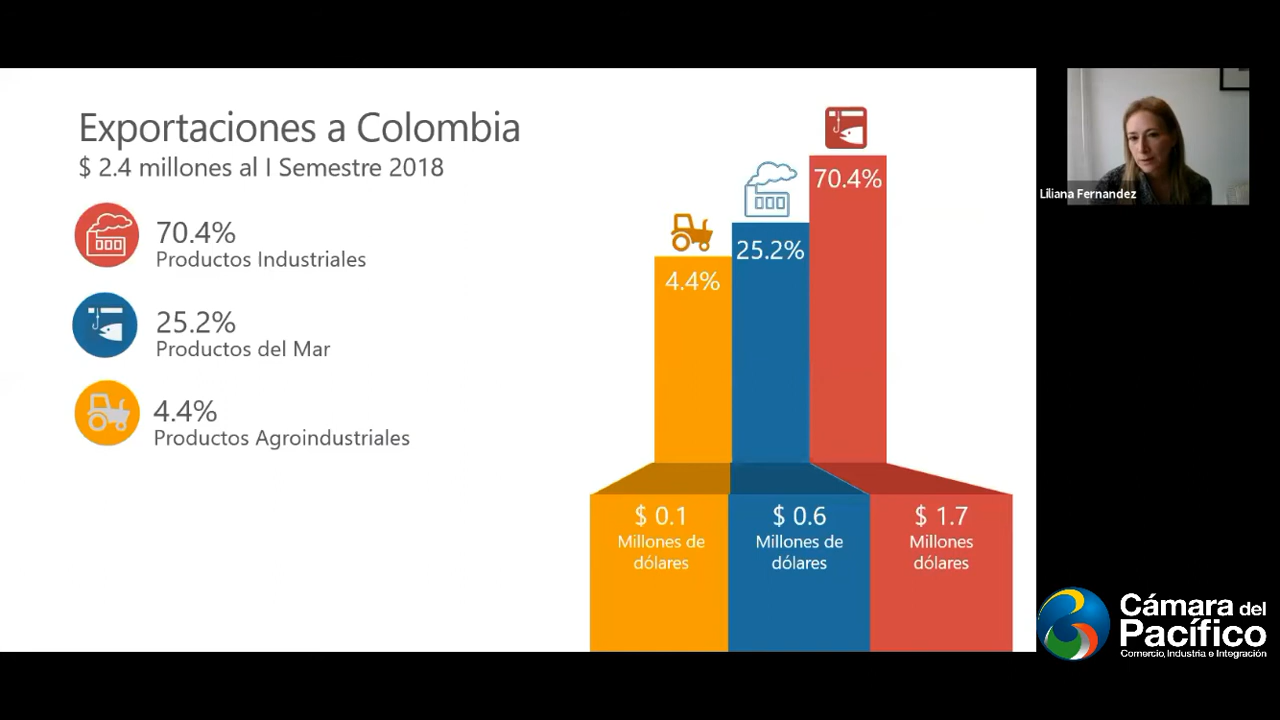 Exportaciones a Colombia
$ 2.4 millones al I Semestre 2018
70.4%
Productos Industriales
25.2%
Productos del Mar
4.4%
Productos Agroindustriales
4.4%
25.2%
70.4%
$ 0.1
Millones de
dólares
$ 0.6
Millones de
dólares
$ 1.7
Millones
dólares
Liliana Fernandez
Cámara del
Pacífico
Comercio, Industria e Integración